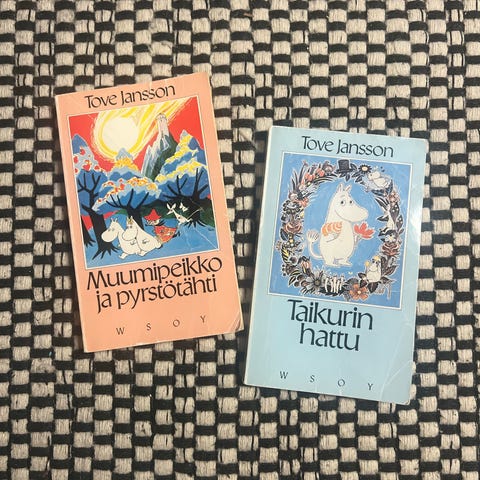 Tove Jansson
Muumipeikko
ja pyrstötähti
WSOY
Tove Jansson
Taikurin
hattu
WSOY